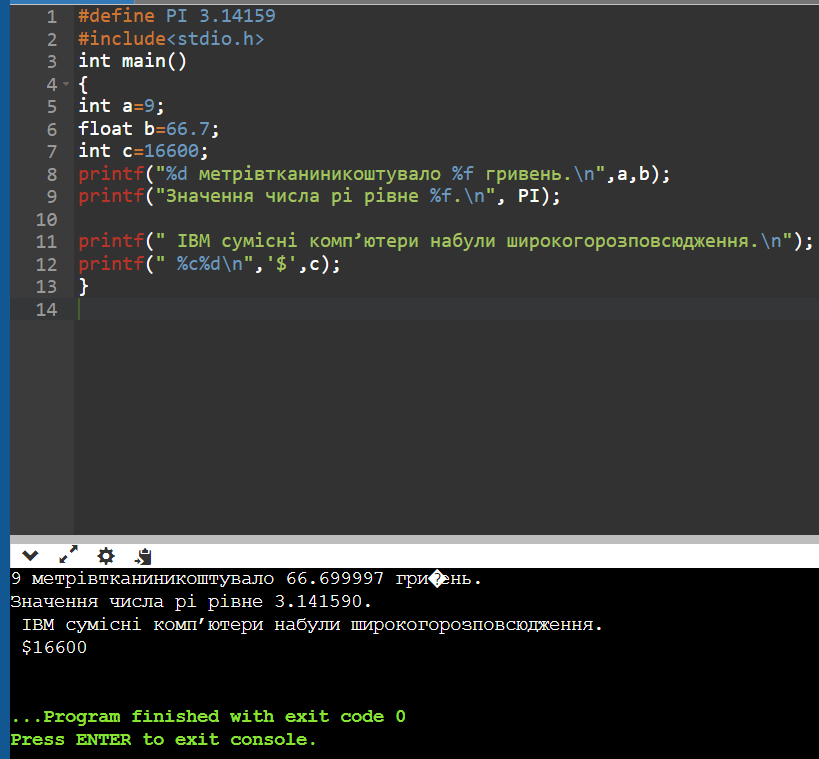 1 #define PI 3.14159
2 #include<stdio.h>
3 int main()
4 {
5 int a=9;
6 float b=66.7;
7 int c=16600;
8 printf("%d метрівтканиникоштувало %f гривень.\n",a,b);
9 printf("Значення числа рі рівне %f.\n", PI);
10
11 printf(" IBM сумісні комп’ютери набули широкогорозповсюдження.\n");
12 printf(" %c%d\n",'$',c);
13 }
14
9 метрівтканиникоштувало 66.699997 гри�ень.
Значення числа рі рівне 3.141590.
 IBM сумісні комп’ютери набули широкогорозповсюдження.
 $16600
...Program finished with exit code 0
Press ENTER to exit console.